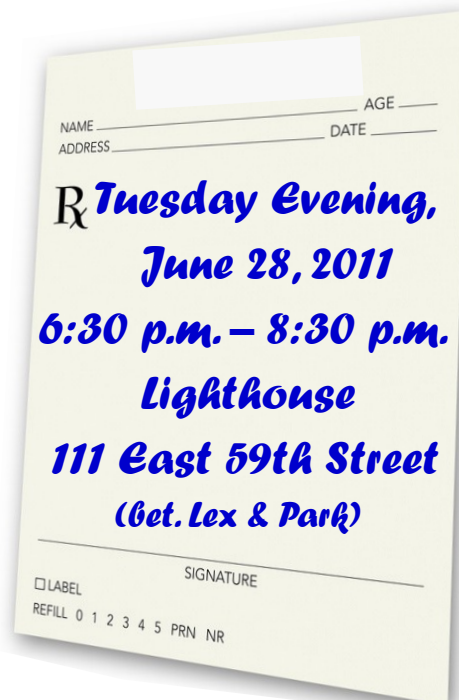 NAME AGE
ADDRESS DATE
Rx Tuesday Evening,
June 28, 2011
6:30 p.m. – 8:30 p.m.
Lighthouse
111 East 59th Street
(bet. Lex & Park)
SIGNATURE
☐ LABEL
REFILL 0 1 2 3 4 5 PRN NR